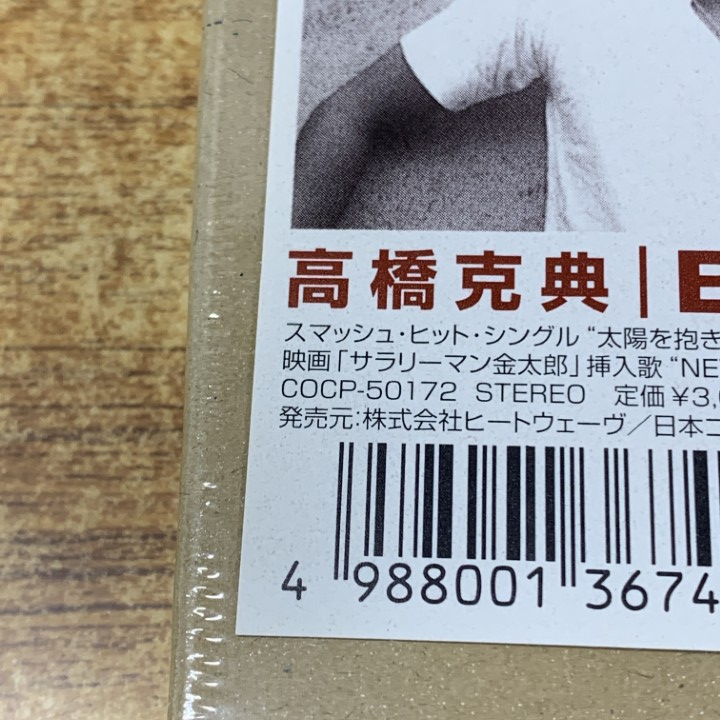 高橋克典
スマッシュ・ヒット・シングル “太陽を抱き
映画「サラリーマン金太郎」挿入歌 “NE
COCP-50172 STEREO 定価 ¥3,
発売元:株式会社ヒートウェーヴ/日本コ
4 988001 3674